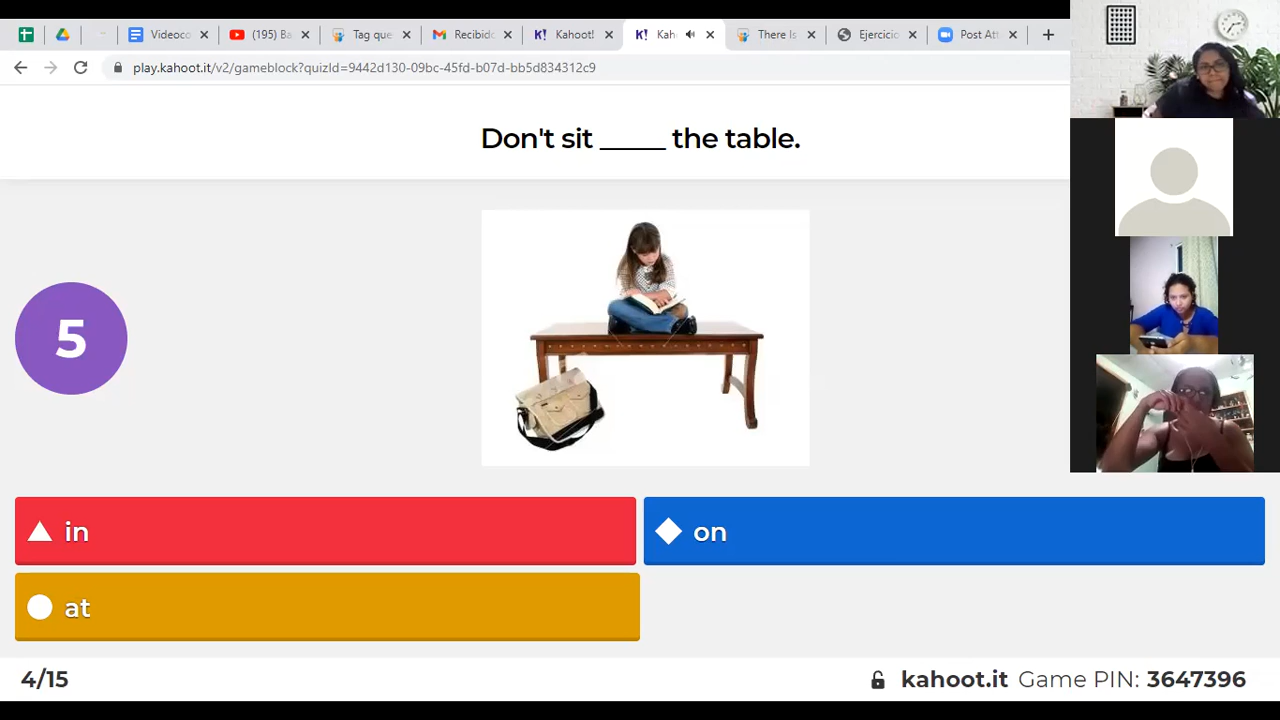 Videoco
(195) Ba
Tag que
Recibido
Kahoot!
Kah
There Is
Ejercicio
Post Att
play.kahoot.it/v2/gameblock?quizId=9442d130-09bc-45fd-b07d-bb5d834312c9
Don't sit _____ the table.
5
in
on
at
4/15
kahoot.it Game PIN: 3647396